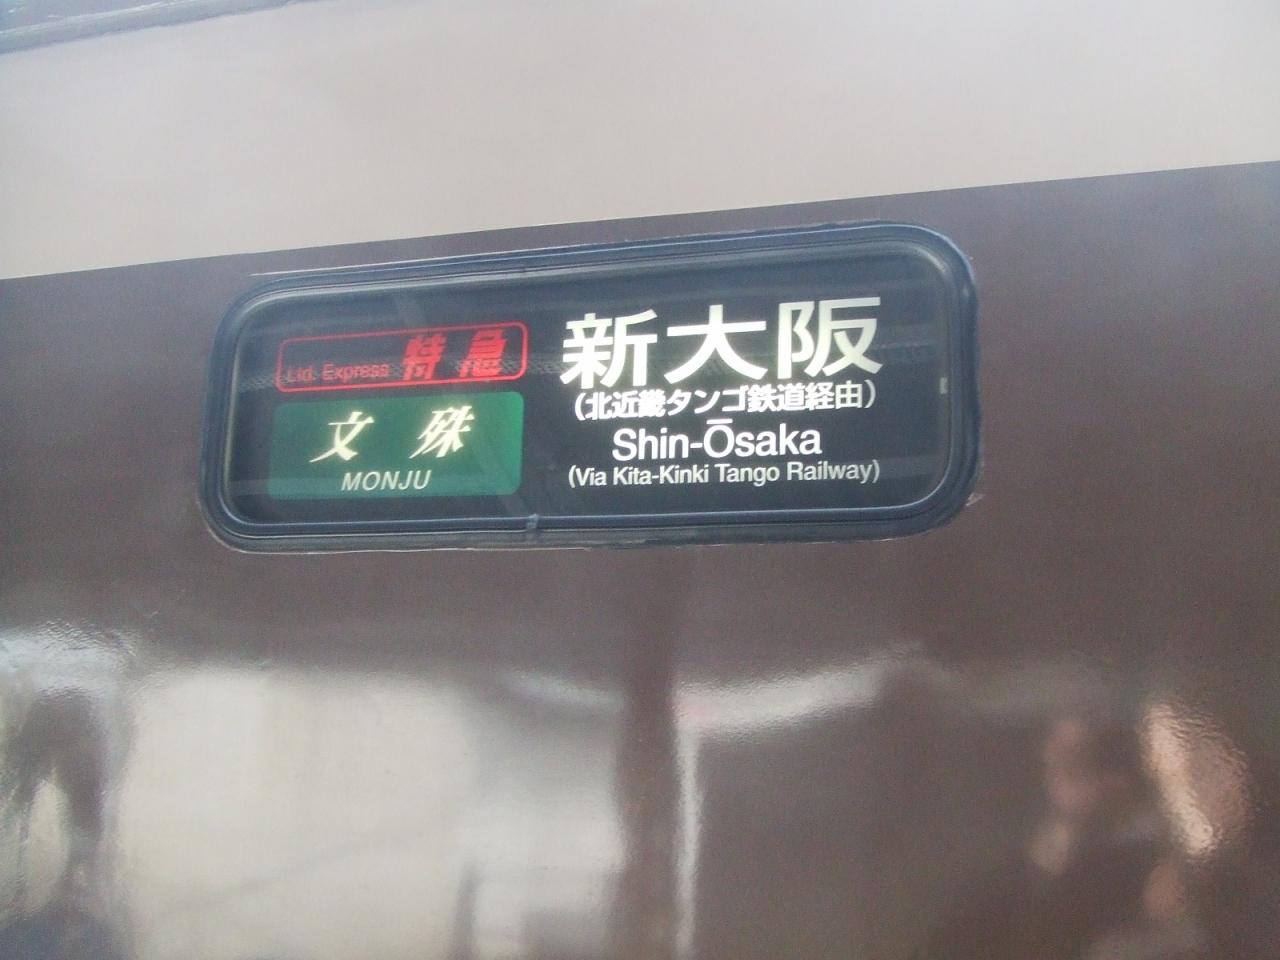 Ltd. Express 特急
文殊
MONJU
新大阪
(北近畿タンゴ鉄道経由)
Shin-Ōsaka
(Via Kita-Kinki Tango Railway)